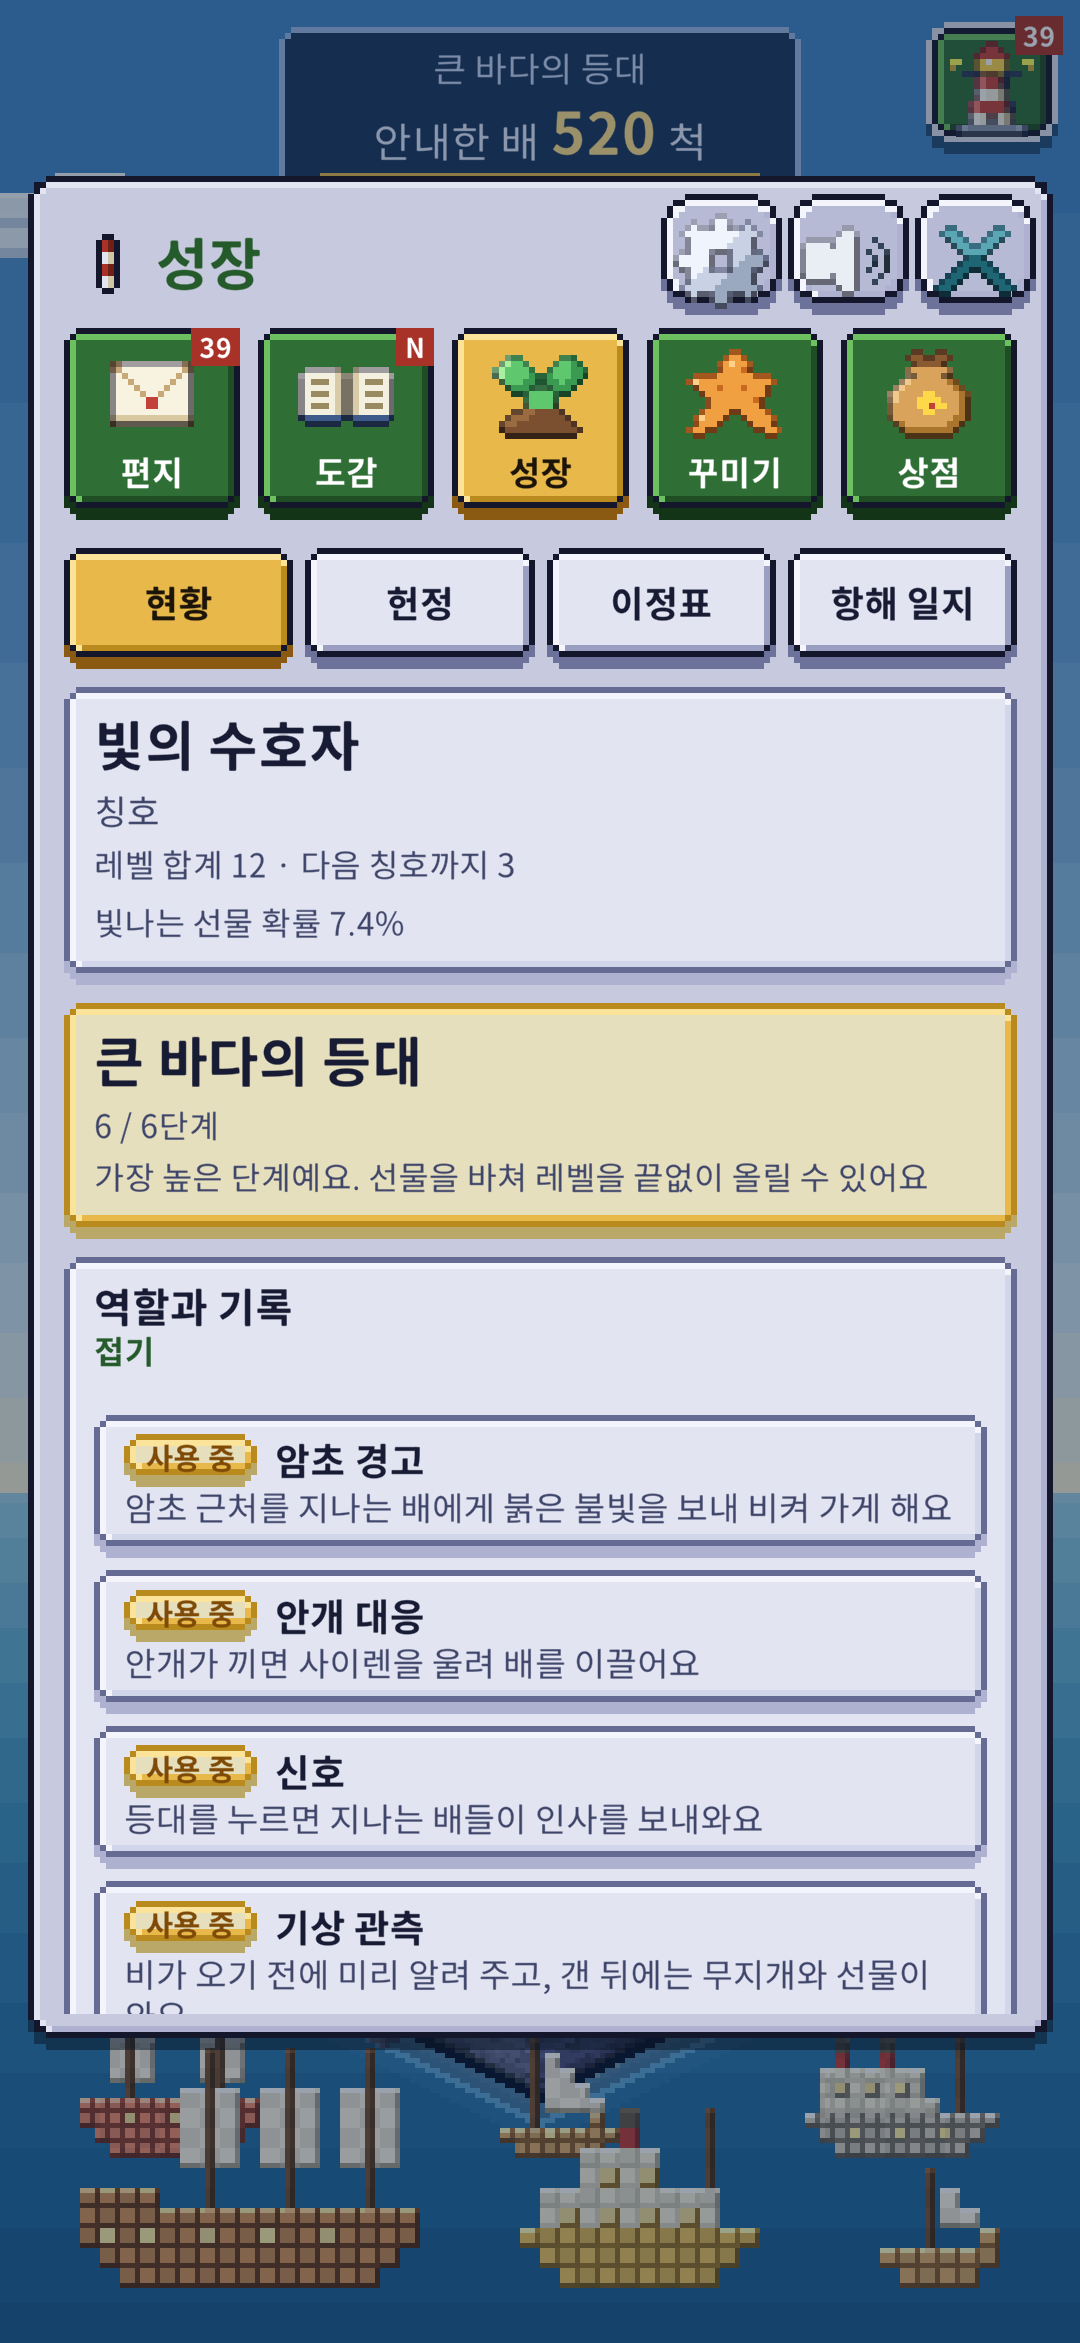 큰 바다의 등대
39
안내한 배 520 척
성장
39
편지
N
도감
성장
꾸미기
상점
현황
헌정
이정표
항해 일지
빛의 수호자
칭호
레벨 합계 12 · 다음 칭호까지 3
빛나는 선물 확률 7.4%
큰 바다의 등대
6 / 6단계
가장 높은 단계예요. 선물을 바쳐 레벨을 끝없이 올릴 수 있어요
역할과 기록
접기
사용 중 암초 경고
암초 근처를 지나는 배에게 붉은 불빛을 보내 비켜 가게 해요
사용 중 안개 대응
안개가 끼면 사이렌을 울려 배를 이끌어요
사용 중 신호
등대를 누르면 지나는 배들이 인사를 보내와요
사용 중 기상 관측
비가 오기 전에 미리 알려 주고, 갠 뒤에는 무지개와 선물이
와요